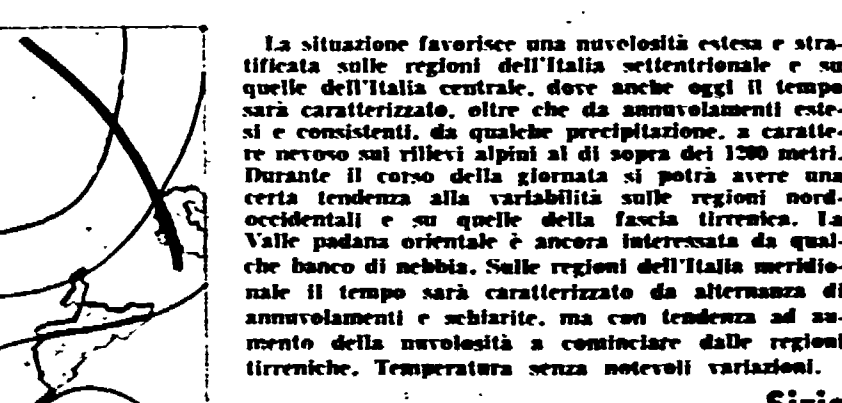 La situazione favorisce una nuvolosità estesa e stra-
tificata sulle regioni dell'Italia settentrionale e su
quelle dell'Italia centrale, dove anche oggi il tempo
sarà caratterizzato, oltre che da annuvolamenti este-
si e consistenti, da qualche precipitazione, a caratte-
re nevoso sui rilievi alpini al di sopra dei 1200 metri.
Durante il corso della giornata si potrà avere una
certa tendenza alla variabilità sulle regioni nord-
occidentali e su quelle della fascia tirrenica. La
Valle padana orientale è ancora interessata da qual-
che banco di nebbia. Sulle regioni dell'Italia meridio-
nale il tempo sarà caratterizzato da alternanza di
annuvolamenti e schiarite, ma con tendenza ad au-
mento della nuvolosità a cominciare dalle regioni
tirreniche. Temperatura senza notevoli variazioni.